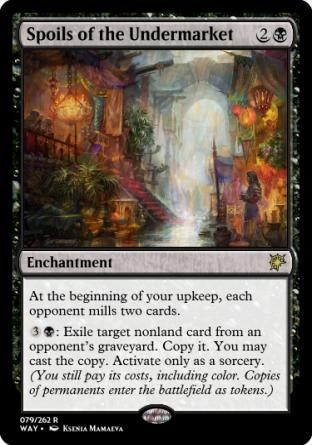 Spoils of the Undermarket 2
Enchantment
At the beginning of your upkeep, each
opponent mills two cards.
3 : Exile target nonland card from an
opponent's graveyard. Copy it. You may
cast the copy. Activate only as a sorcery.
(You still pay its costs, including color. Copies
of permanents enter the battlefield as tokens.)
079/262 R
WAY • Ksenia Mamaeva